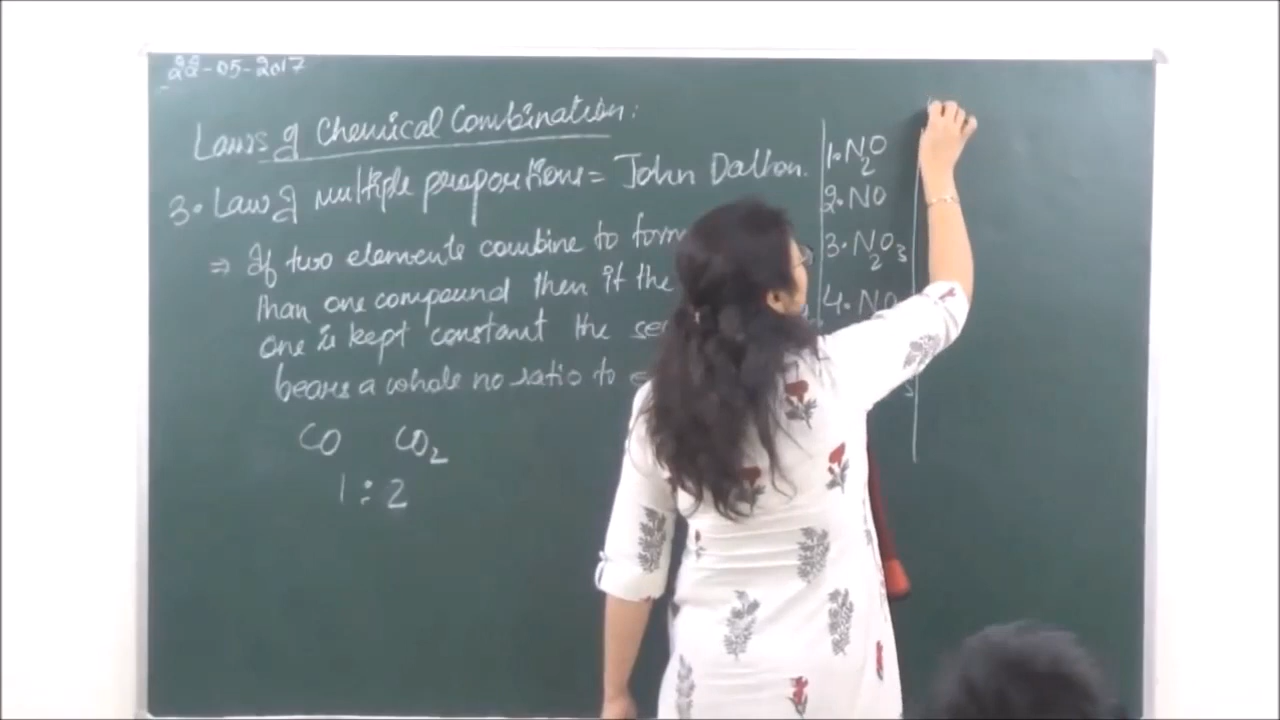 22-05-2017
Laws of Chemical Combination:
3. Law of multiple proportions = John Dalton.
⇒ If two elements combine to form
than one compound then if the
one is kept constant the
bears a whole no ratio to
CO CO₂
1 : 2
1. N₂O
2. NO
3. N₂O₃
4. NO